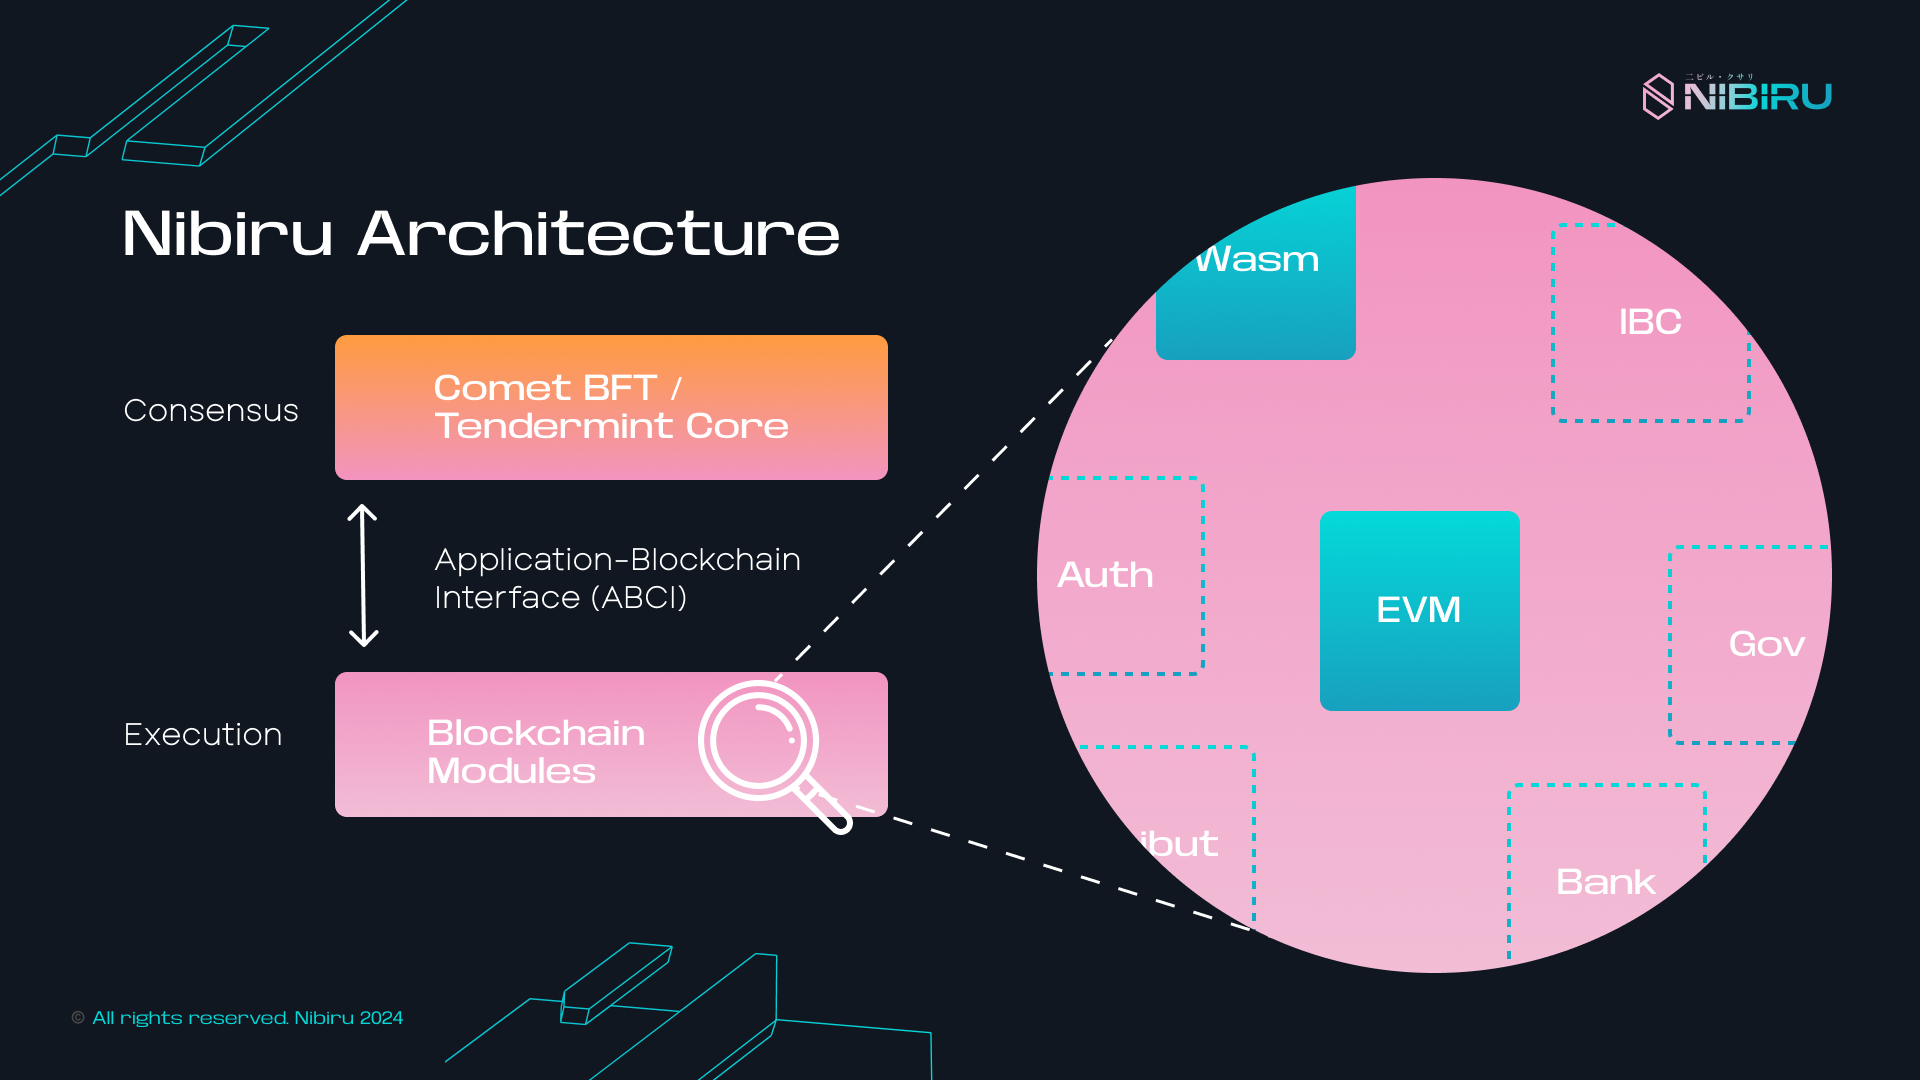 ニビル・クサリ
NIBIRU
Nibiru Architecture
Consensus
Comet BFT /
Tendermint Core
Application-Blockchain
Interface (ABCI)
Execution
Blockchain
Modules
Wasm
IBC
Auth
EVM
Gov
ibut
Bank
© All rights reserved. Nibiru 2024